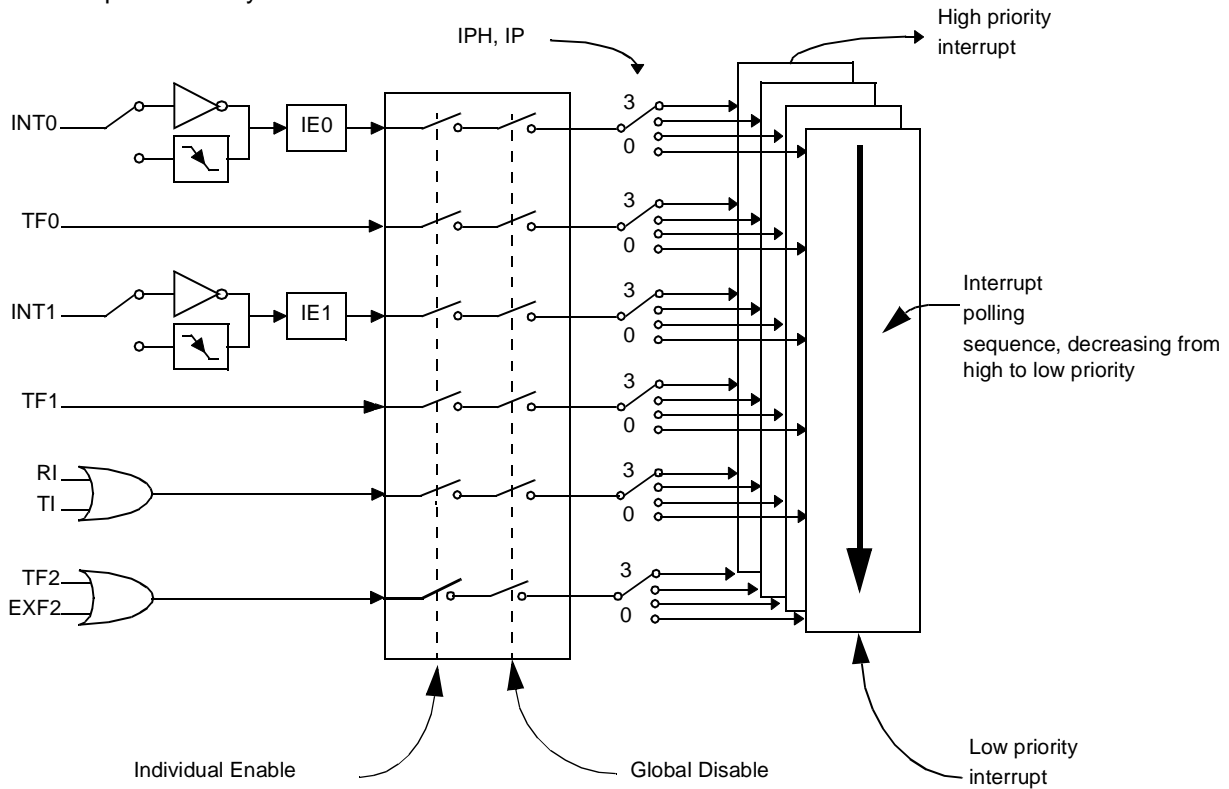 High priority
interrupt
IPH, IP
INT0
IE0
3
0
TF0
3
0
INT1
IE1
3
0
Interrupt
polling
sequence, decreasing from
high to low priority
TF1
3
0
RI
TI
3
0
TF2
EXF2
3
0
Individual Enable
Global Disable
Low priority
interrupt